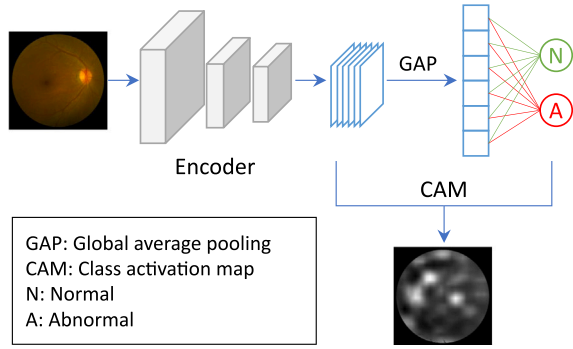 GAP
N
A
Encoder
CAM
GAP: Global average pooling
CAM: Class activation map
N: Normal
A: Abnormal